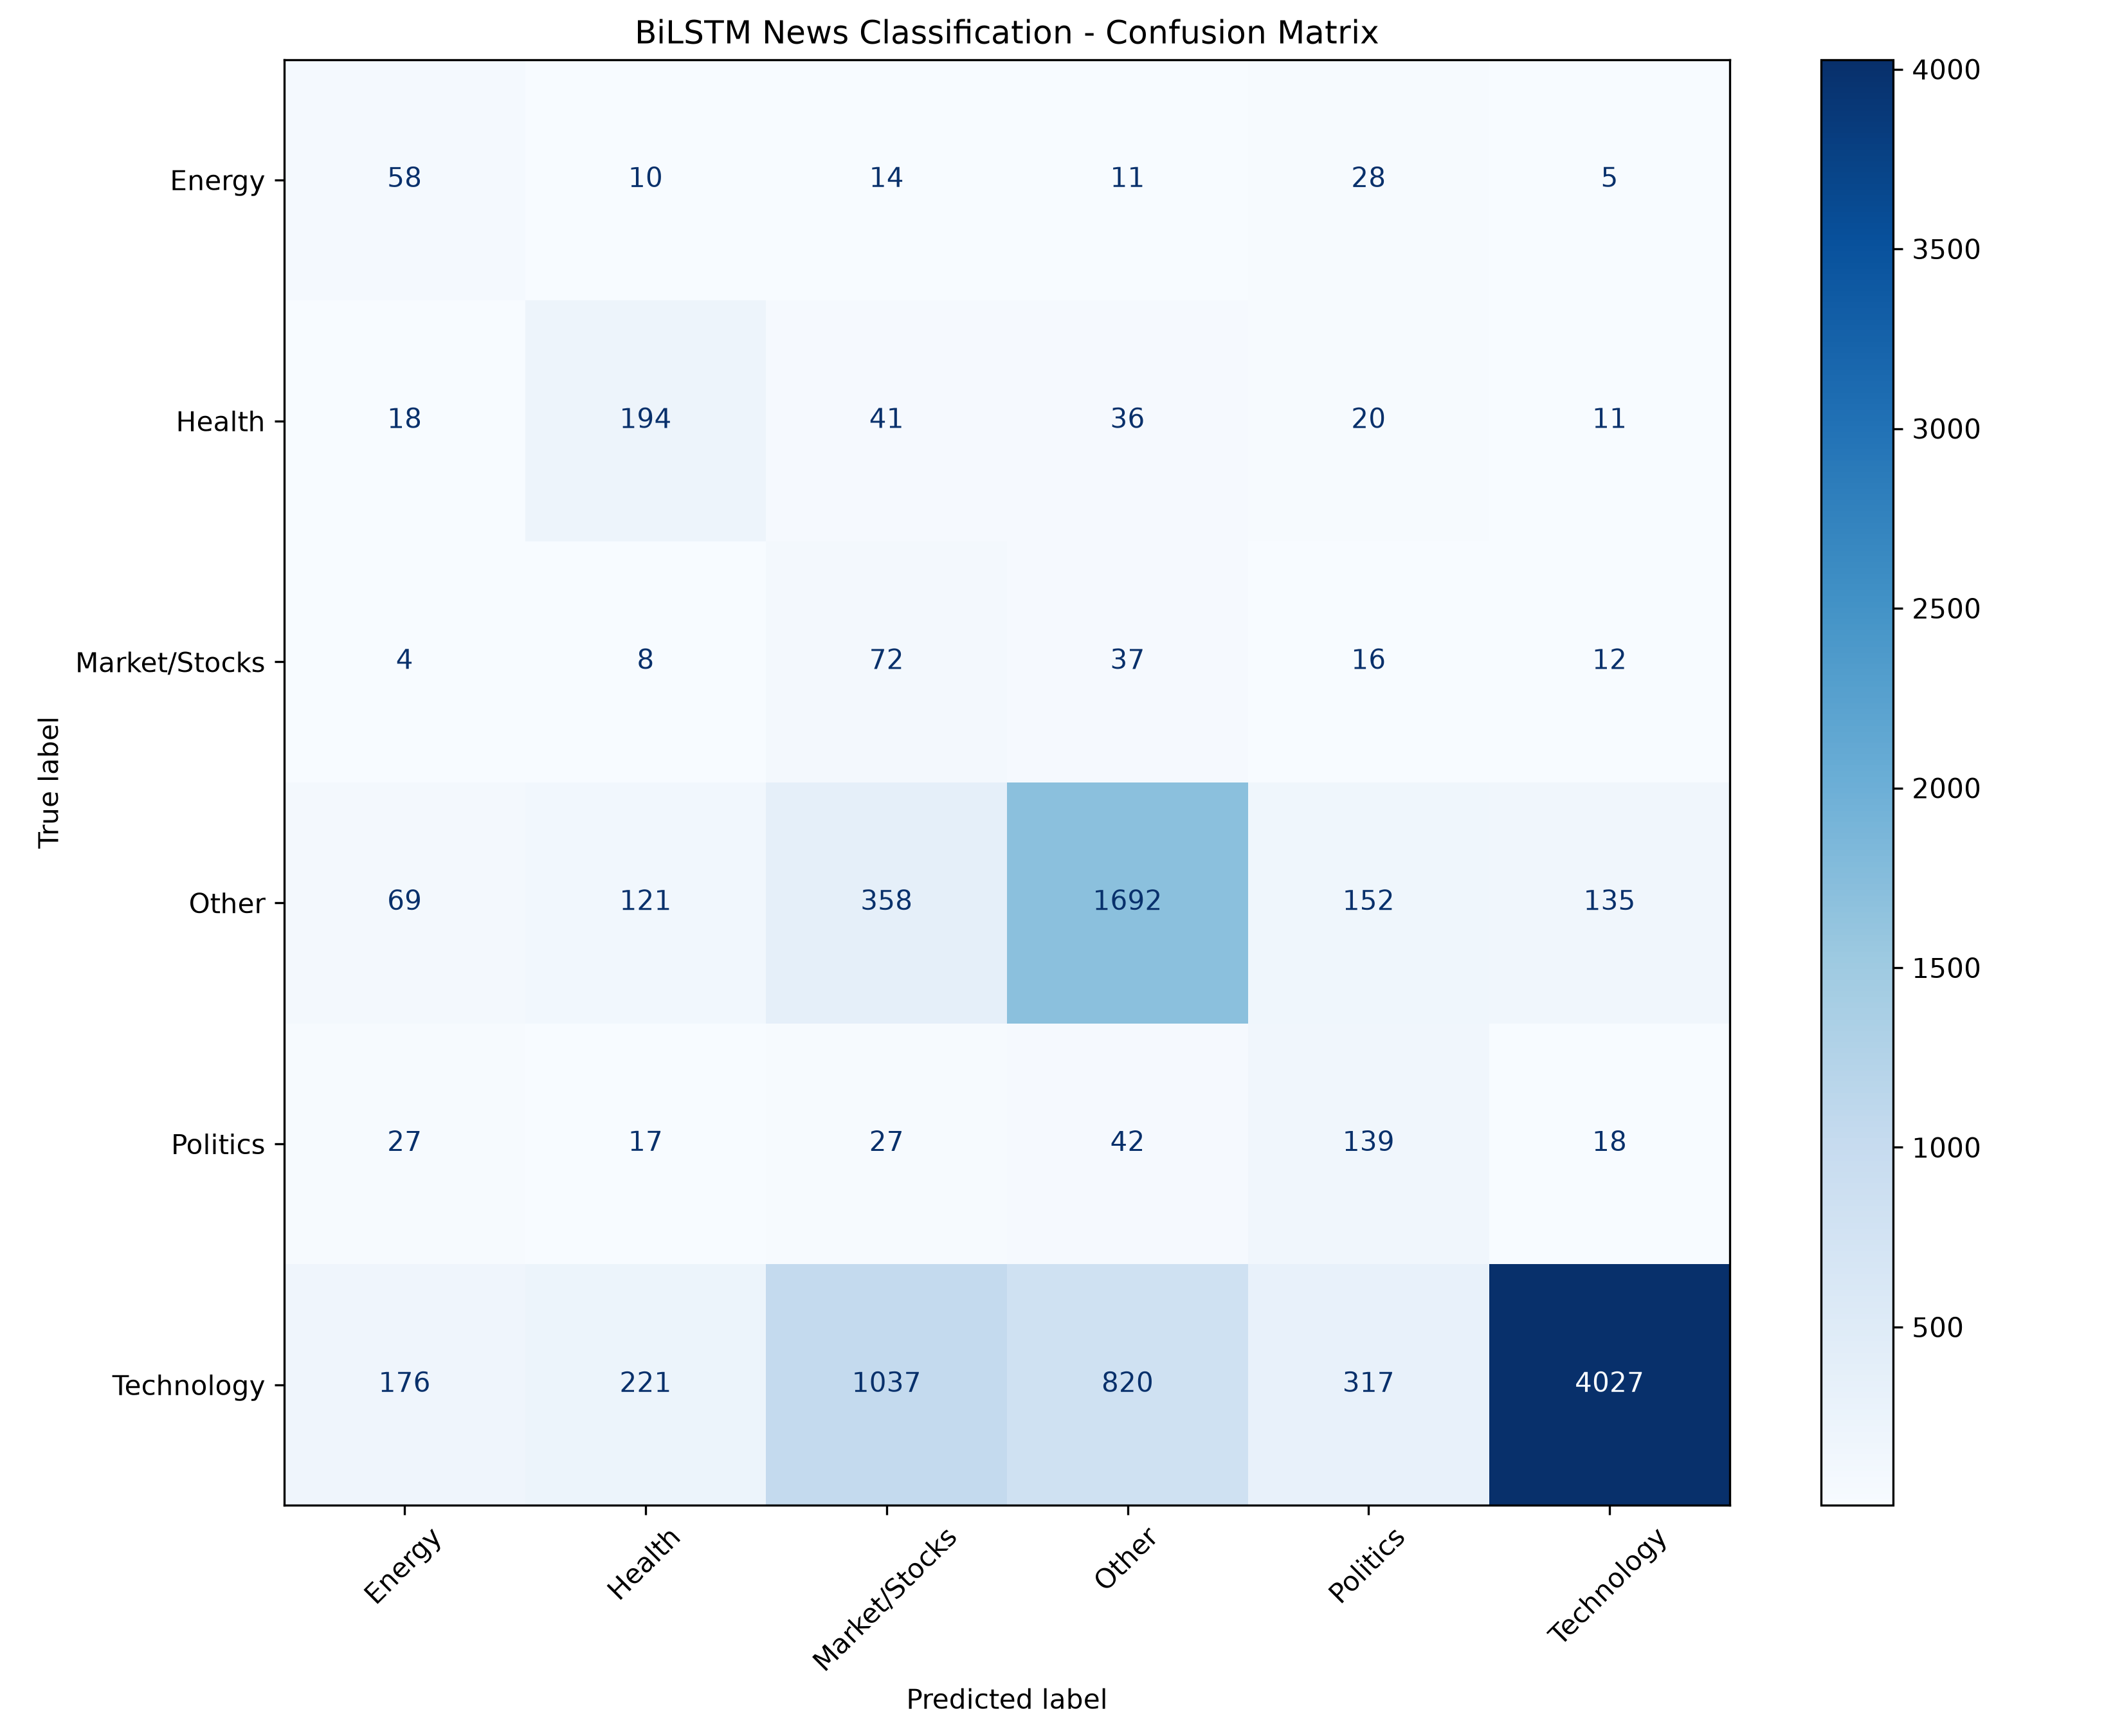 BiLSTM News Classification - Confusion Matrix
Energy 58 10 14 11 28 5
Health 18 194 41 36 20 11
Market/Stocks 4 8 72 37 16 12
Other 69 121 358 1692 152 135
Politics 27 17 27 42 139 18
Technology 176 221 1037 820 317 4027
True label
Energy Health Market/Stocks Other Politics Technology
Predicted label
4000
3500
3000
2500
2000
1500
1000
500